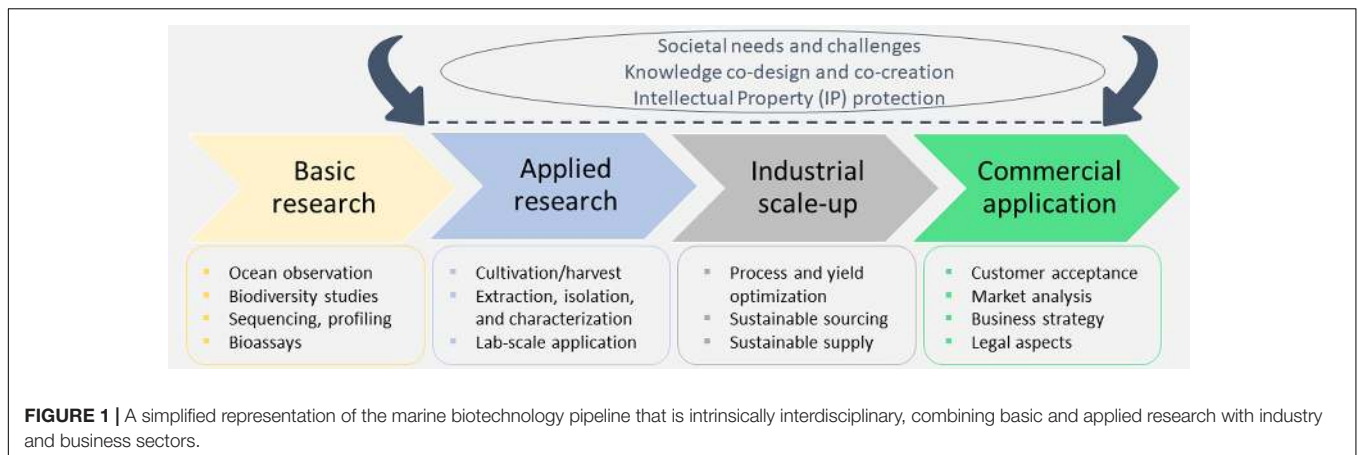 Societal needs and challenges
Knowledge co-design and co-creation
Intellectual Property (IP) protection
Basic
research
Applied
research
Industrial
scale-up
Commercial
application
▪ Ocean observation
▪ Biodiversity studies
▪ Sequencing, profiling
▪ Bioassays
▪ Cultivation/harvest
▪ Extraction, isolation,
and characterization
▪ Lab-scale application
▪ Process and yield
optimization
▪ Sustainable sourcing
▪ Sustainable supply
▪ Customer acceptance
▪ Market analysis
▪ Business strategy
▪ Legal aspects
FIGURE 1 | A simplified representation of the marine biotechnology pipeline that is intrinsically interdisciplinary, combining basic and applied research with industry
and business sectors.